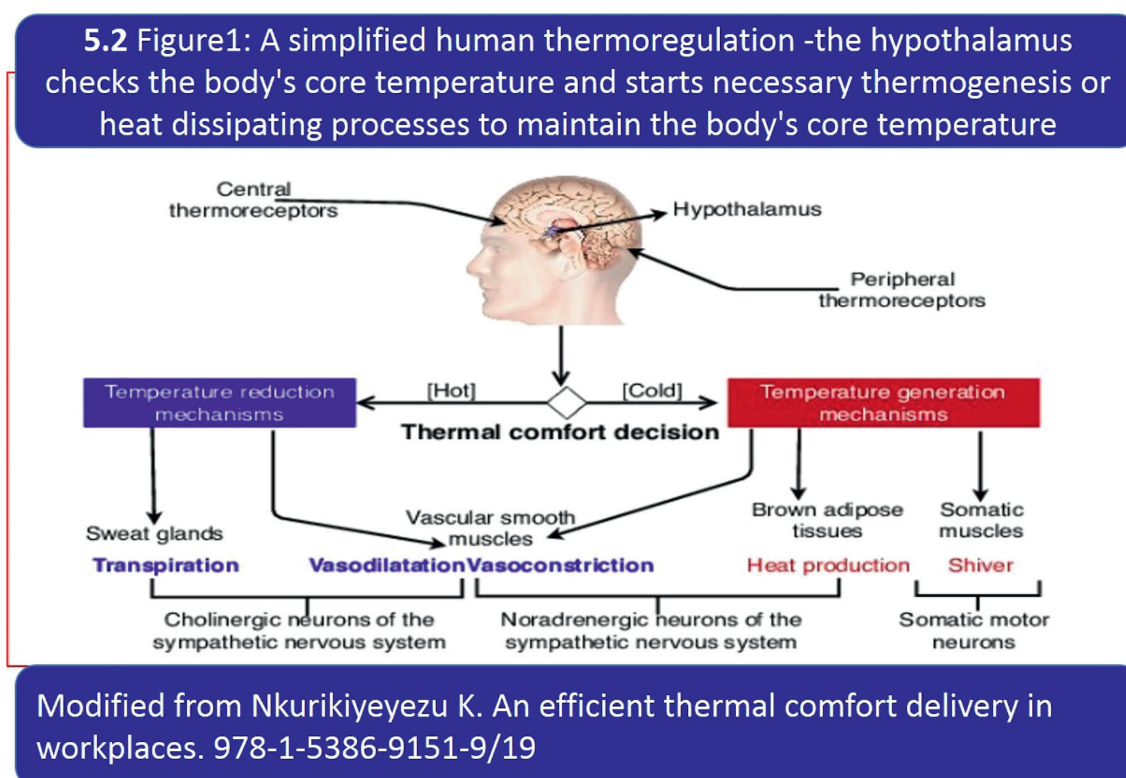 5.2 Figure1: A simplified human thermoregulation -the hypothalamus
checks the body's core temperature and starts necessary thermogenesis or
heat dissipating processes to maintain the body's core temperature
Central
thermoreceptors
Hypothalamus
Peripheral
thermoreceptors
Temperature reduction
mechanisms
[Hot]
[Cold]
Temperature generation
mechanisms
Thermal comfort decision
Sweat glands
Transpiration
Vascular smooth
muscles
Vasodilatation
Vasoconstriction
Brown adipose
tissues
Heat production
Somatic
muscles
Shiver
Cholinergic neurons of the
sympathetic nervous system
Noradrenergic neurons of the
sympathetic nervous system
Somatic motor
neurons
Modified from Nkurikiyeyezu K. An efficient thermal comfort delivery in
workplaces. 978-1-5386-9151-9/19